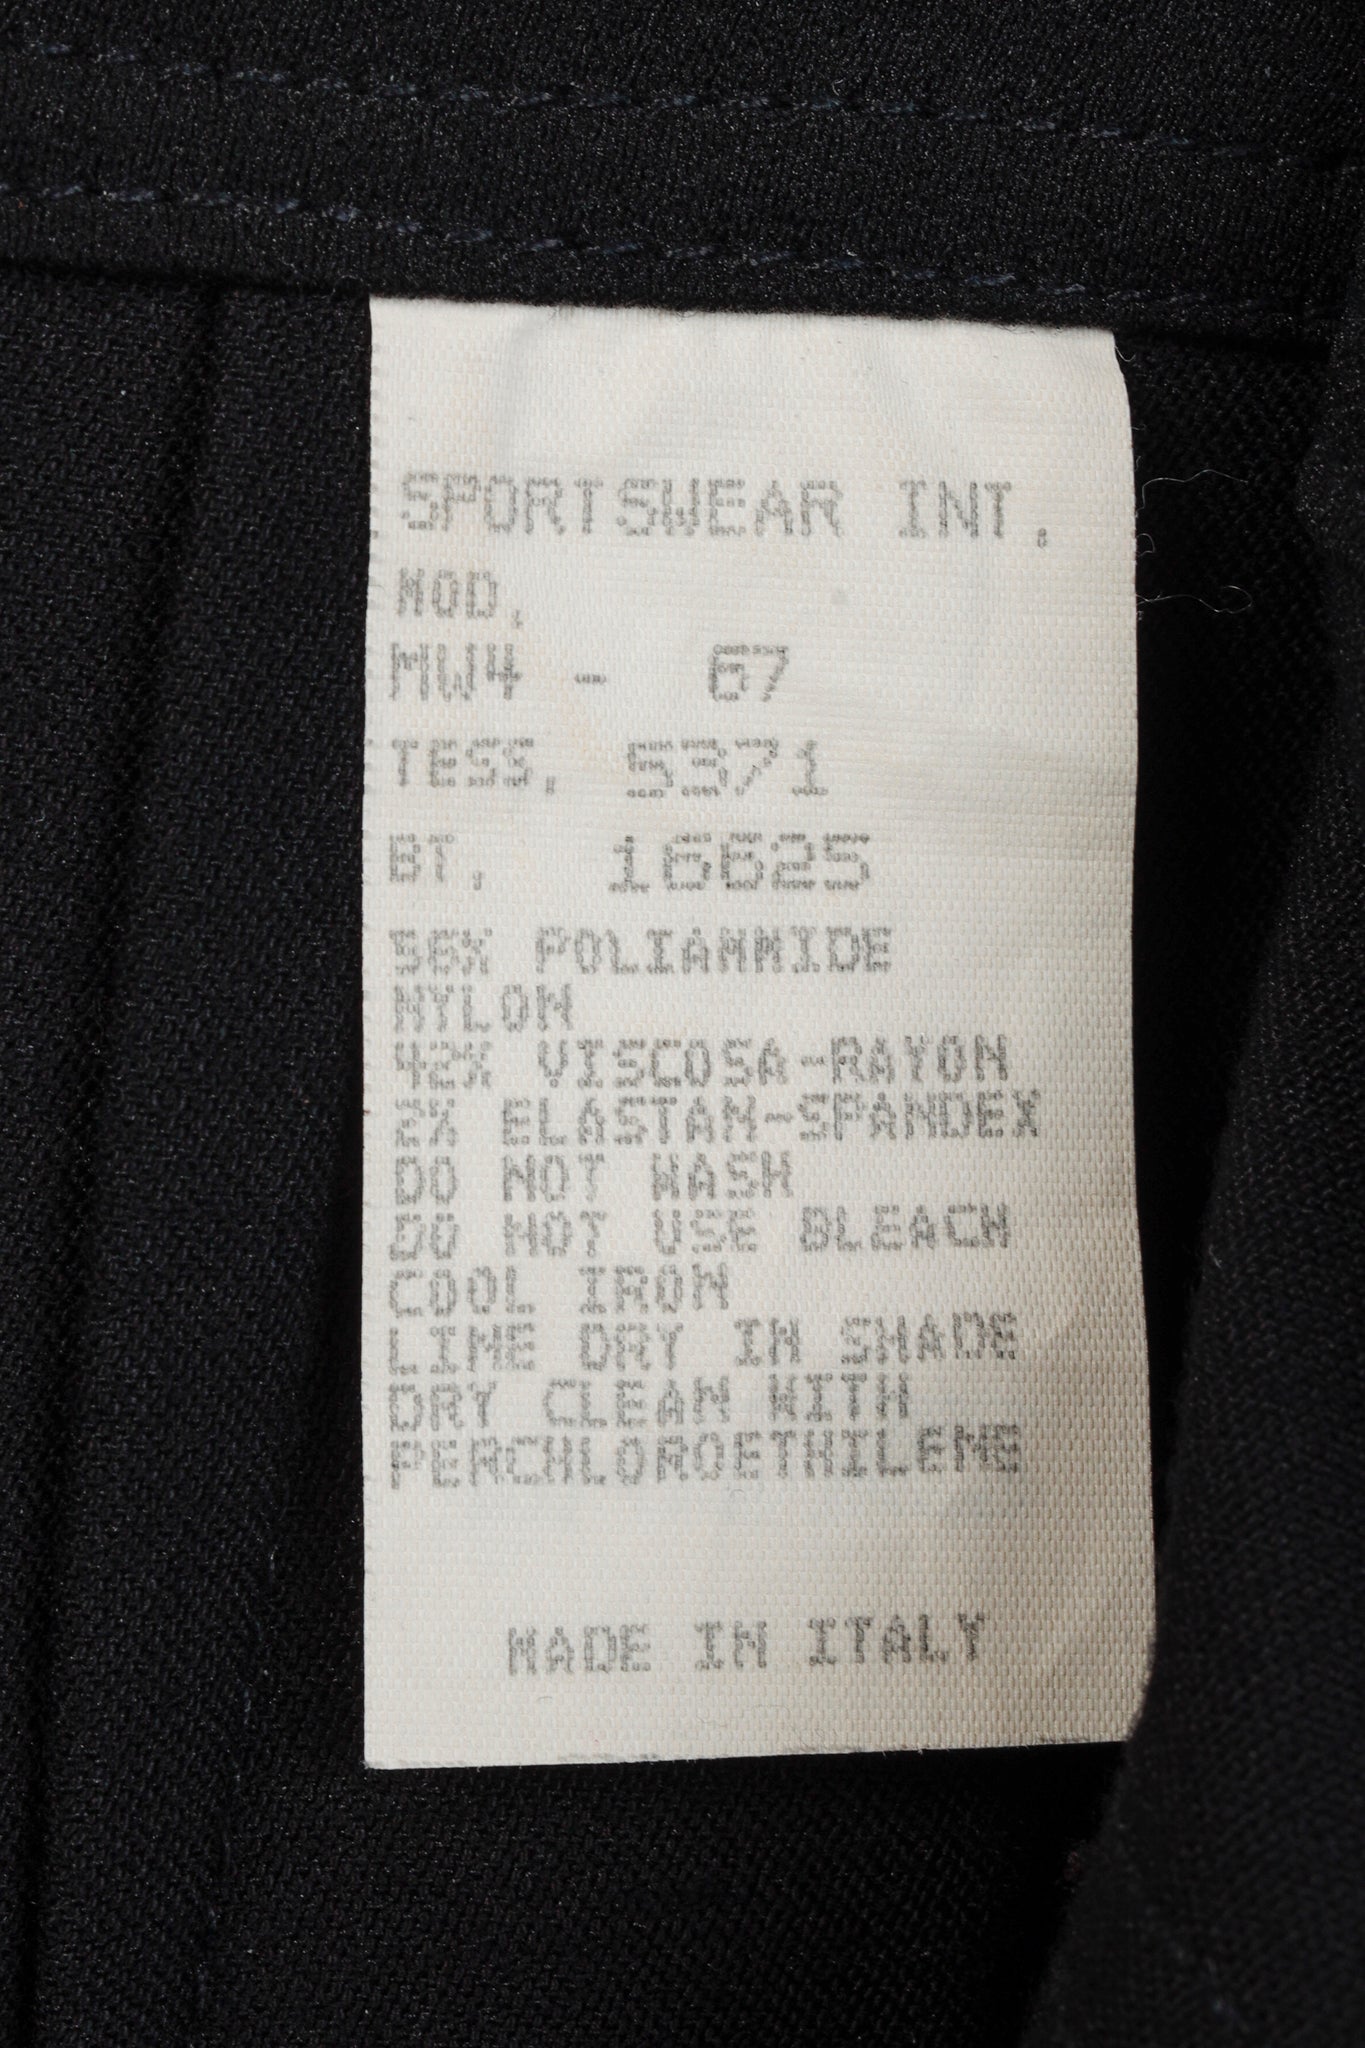 SPORTSWEAR INT.
MOD.
MW4 - 67
TESS. 5371
BT. 16625
56% POLIAMMIDE
NYLON
42% VISCOSA-RAYON
2% ELASTAN-SPANDEX
DO NOT WASH
DO NOT USE BLEACH
COOL IRON
LINE DRY IN SHADE
DRY CLEAN WITH
PERCHLOROETHILENE
MADE IN ITALY